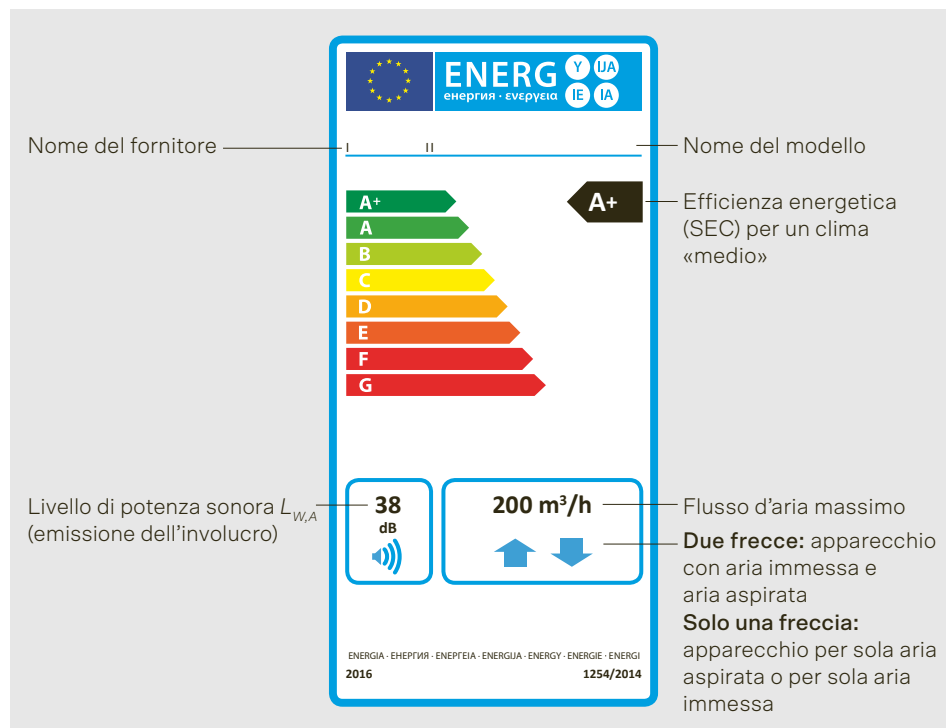 ENERG Y IJA
енергия · ενεργεια IE IA
Nome del fornitore
I II
Nome del modello
A+
A
B
C
D
E
F
G
A+
Efficienza energetica
(SEC) per un clima
«medio»
Livello di potenza sonora L_W,A
(emissione dell'involucro)
38
dB
200 m³/h
Flusso d'aria massimo
Due frecce: apparecchio
con aria immessa e
aria aspirata
Solo una freccia:
apparecchio per sola aria
aspirata o per sola aria
immessa
ENERGIA · ЕНЕРГИЯ · ΕΝΕΡΓΕΙΑ · ENERGIJA · ENERGY · ENERGIE · ENERGI
2016 1254/2014